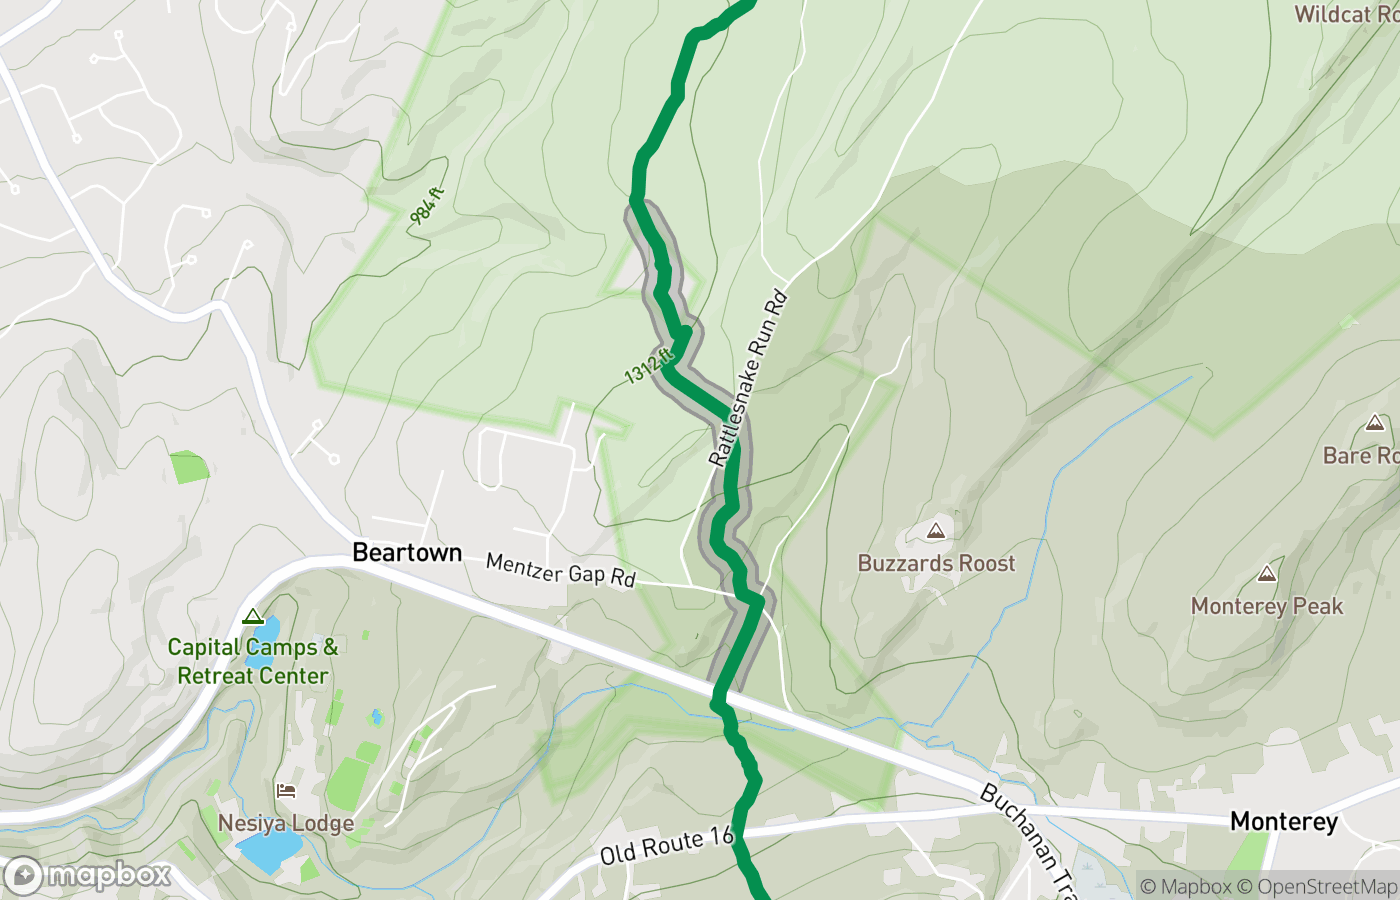 Wildcat Ro
984 ft
Rattlesnake Run Rd
1312 ft
Bare Ro
Beartown
Mentzer Gap Rd
Buzzards Roost
Monterey Peak
Capital Camps &
Retreat Center
Nesiya Lodge
Old Route 16
Buchanan Tra
Monterey
mapbox
© Mapbox © OpenStreetMap